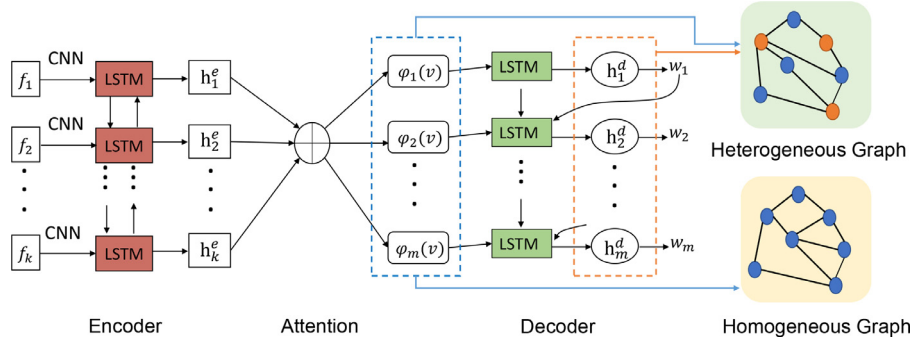 CNN
f₁ LSTM h₁ᵉ φ₁(v) LSTM h₁ᵈ w₁
CNN
f₂ LSTM h₂ᵉ φ₂(v) LSTM h₂ᵈ w₂
Heterogeneous Graph
CNN
fₖ LSTM hₖᵉ φₘ(v) LSTM hₘᵈ wₘ
Encoder Attention Decoder Homogeneous Graph